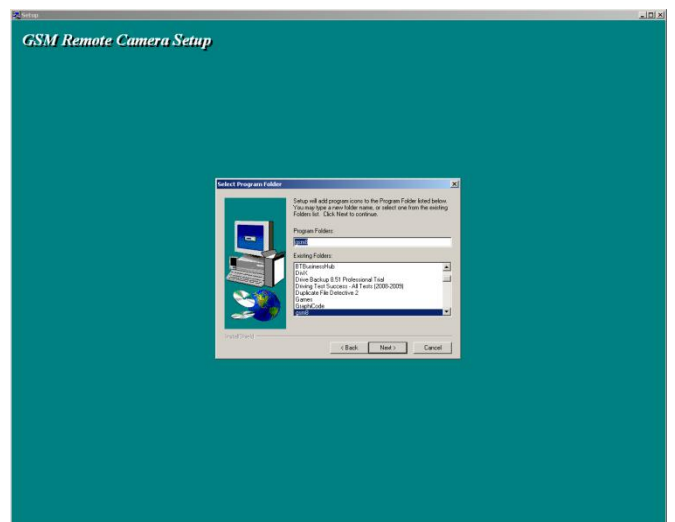 Setup
GSM Remote Camera Setup
Select Program Folder
Setup will add program icons to the Program Folder listed below.
You may type a new folder name, or select one from the existing
Folders list. Click Next to continue.
Program Folders:
Existing Folders:
BTBusinessHub
DivX
Drive Backup 8.51 Professional Trial
Driving Test Success - All Tests (2008-2009)
Duplicate File Detective 2
Games
GraphiCode
InstallShield
< Back
Next >
Cancel